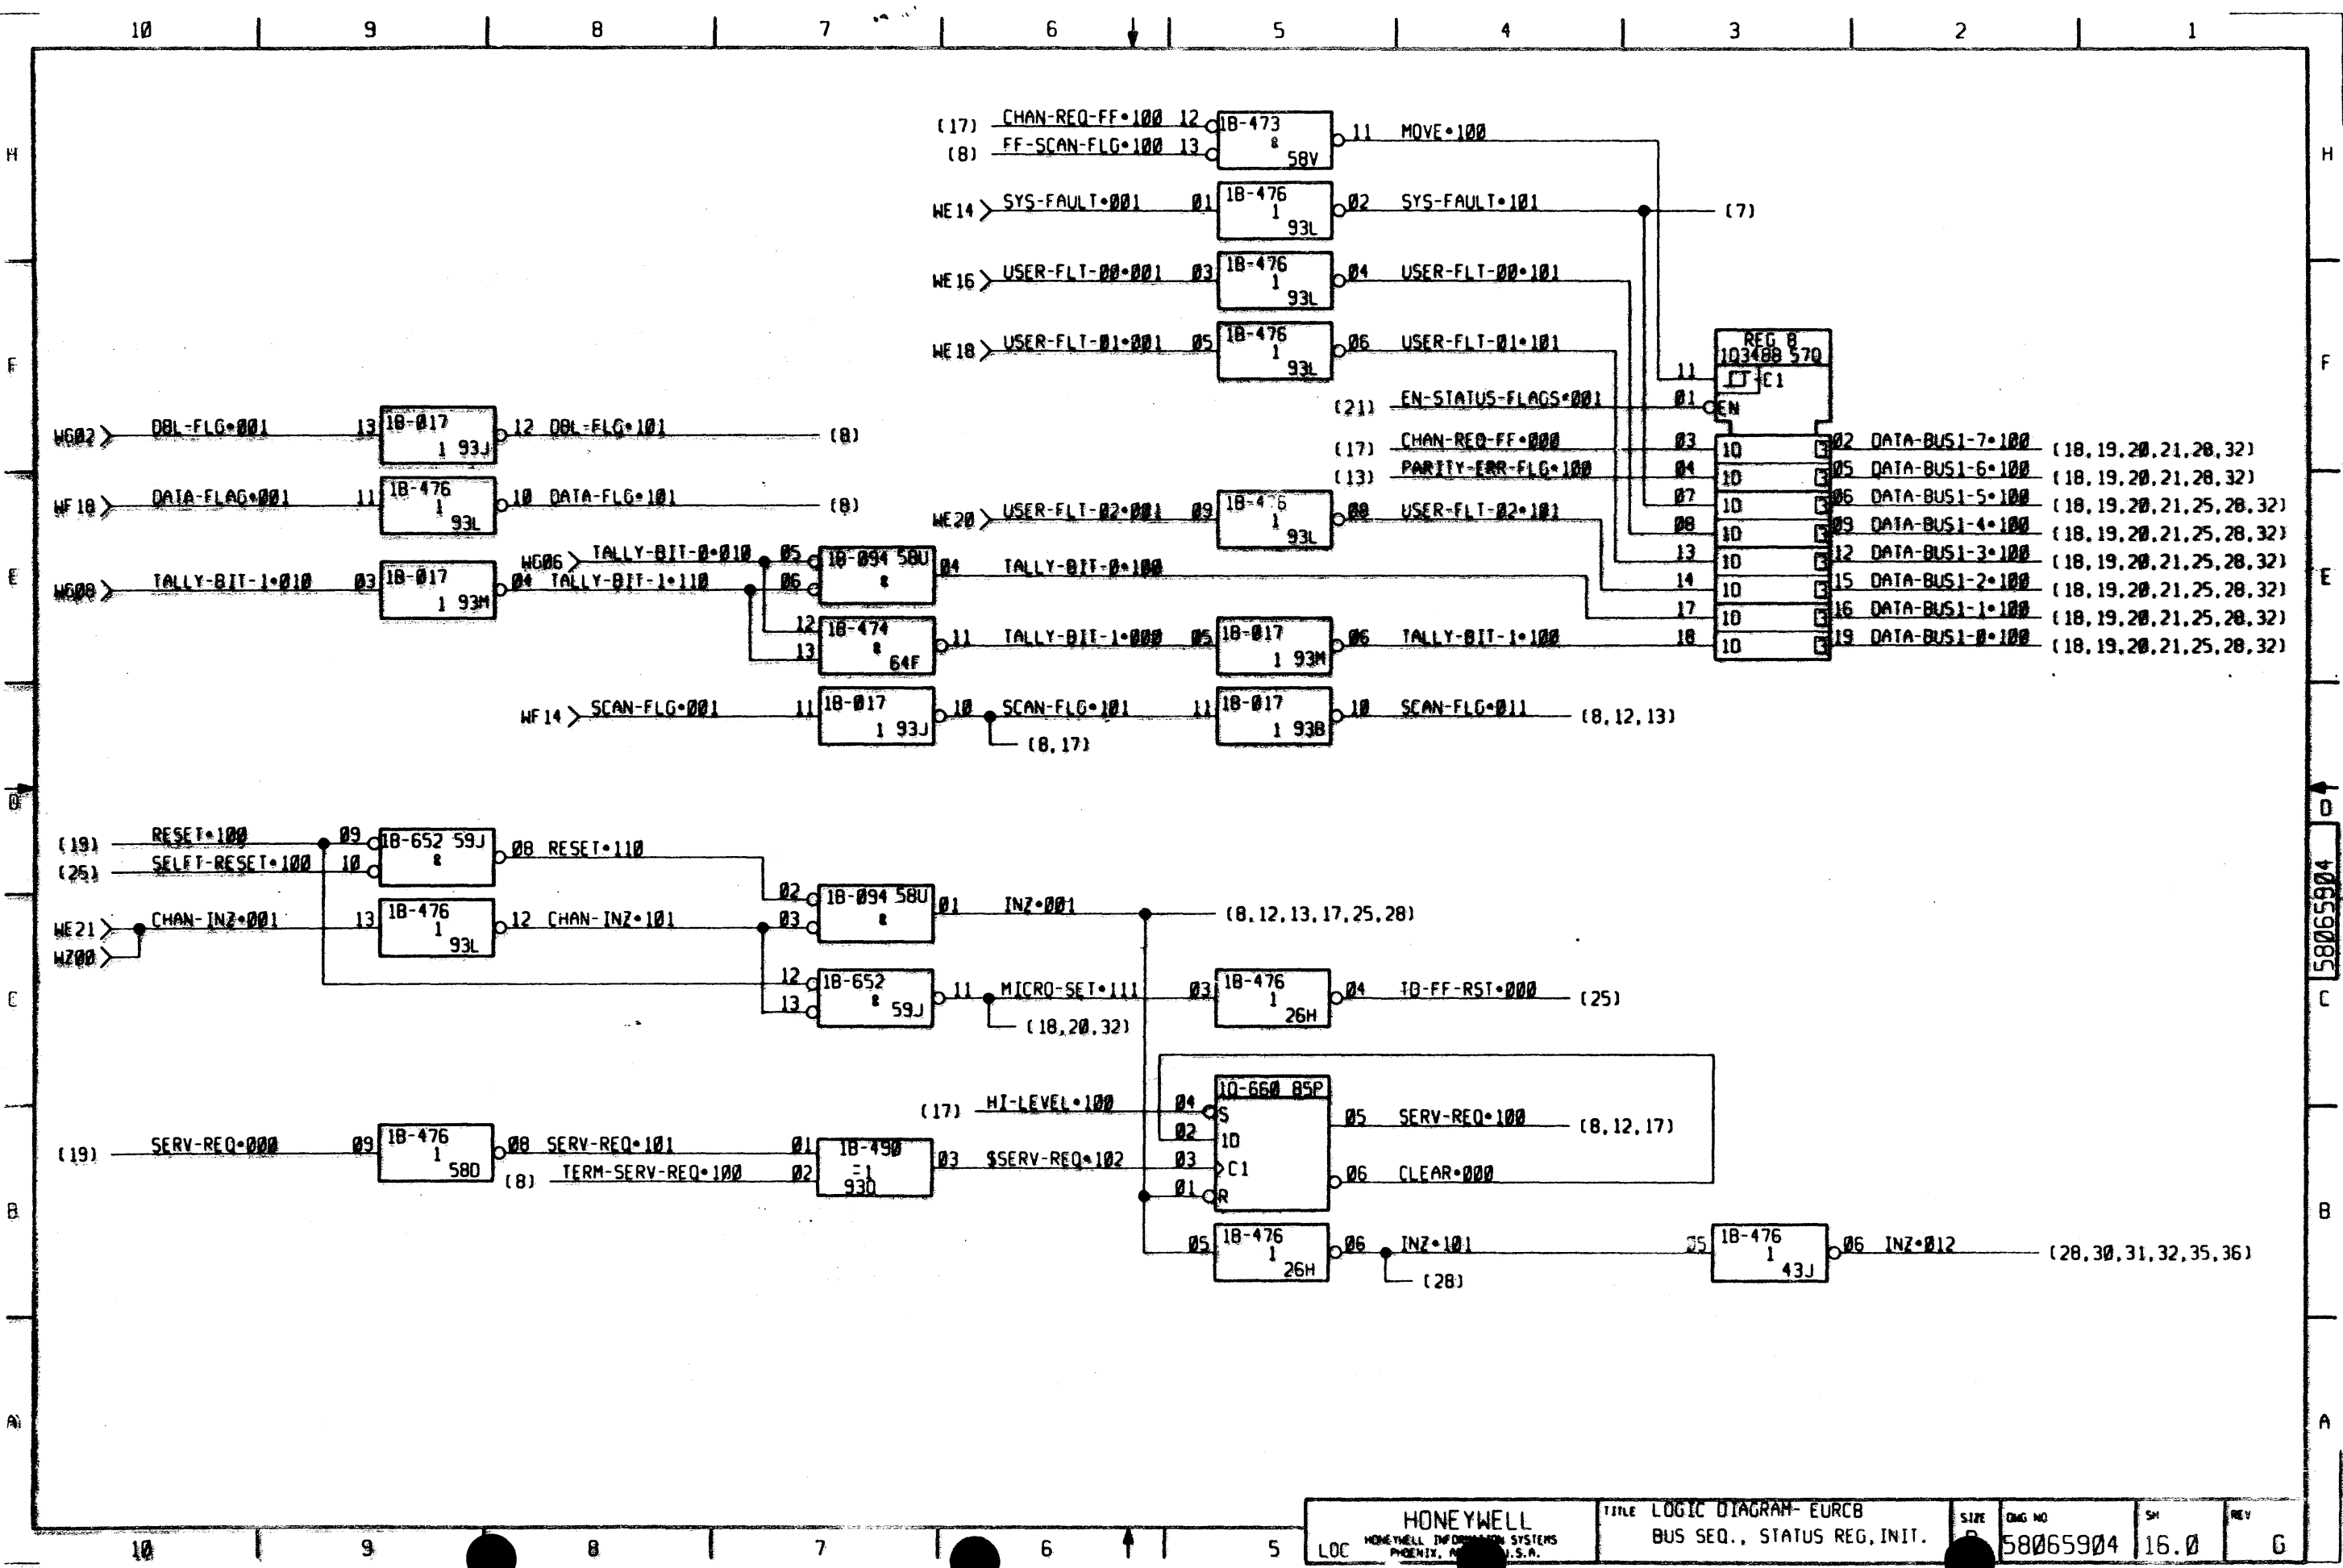 10 9 8 7 6 5 4 3 2 1
H H
F F
E E
D D
C C
B B
A A
(17) CHAN-REQ-FF•100 12 1B-473 & 58V 11 MOVE•100
(8) FF-SCAN-FLG•100 13
WE14 SYS-FAULT•001 01 1B-476 1 93L 02 SYS-FAULT•101 (7)
WE16 USER-FLT-00•001 03 1B-476 1 93L 04 USER-FLT-00•101
WE18 USER-FLT-01•001 05 1B-476 1 93L 06 USER-FLT-01•101
REG 8
1Q3488 57Q
11 C1
(21) EN-STATUS-FLAGS•001 01 EN
WG02 DBL-FLG•001 13 1B-017 1 93J 12 DBL-FLG•101 (8)
(17) CHAN-REQ-FF•000 03 1D 3 02 DATA-BUS1-7•100 (18,19,20,21,28,32)
(13) PARITY-ERR-FLG•100 04 1D 3 05 DATA-BUS1-6•100 (18,19,20,21,28,32)
WF18 DATA-FLAG•001 11 1B-476 1 93L 10 DATA-FLG•101 (8)
07 1D 3 06 DATA-BUS1-5•100 (18,19,20,21,25,28,32)
WE20 USER-FLT-02•001 09 1B-476 1 93L 08 USER-FLT-02•101
08 1D 3 09 DATA-BUS1-4•100 (18,19,20,21,25,28,32)
13 1D 3 12 DATA-BUS1-3•100 (18,19,20,21,25,28,32)
14 1D 3 15 DATA-BUS1-2•100 (18,19,20,21,25,28,32)
17 1D 3 16 DATA-BUS1-1•100 (18,19,20,21,25,28,32)
18 1D 3 19 DATA-BUS1-0•100 (18,19,20,21,25,28,32)
WG06 TALLY-BIT-0•010 05 1B-094 58U & 04 TALLY-BIT-0•100
WG08 TALLY-BIT-1•010 03 1B-017 1 93M 04 TALLY-BIT-1•110 06
12 1B-474 & 64F 11 TALLY-BIT-1•000 05 1B-017 1 93M 06 TALLY-BIT-1•100
13
WF14 SCAN-FLG•001 11 1B-017 1 93J 10 SCAN-FLG•101 11 1B-017 1 93B 10 SCAN-FLG•011 (8,12,13)
(8,17)
(19) RESET•100 09 1B-652 59J & 08 RESET•110
SELFT-RESET•100 10
02 1B-094 58U & 01 INZ•001 (8,12,13,17,25,28)
WE21 CHAN-INZ•001 13 1B-476 1 93L 12 CHAN-INZ•101 03
WZ00
12 1B-652 & 59J 11 MICRO-SET•111 03 1B-476 1 26H 04 TB-FF-RST•000 (25)
13
(18,20,32)
1Q-660 85P
(17) HI-LEVEL•100 04 S 05 SERV-REQ•100 (8,12,17)
02 1D
(19) SERV-REQ•000 09 1B-476 1 58D 08 SERV-REQ•101 01 1B-490 =1 93Q 03 $SERV-REQ•102 03 C1
(8) TERM-SERV-REQ•100 02
06 CLEAR•000
01 R
05 1B-476 1 26H 06 INZ•101 05 1B-476 1 43J 06 INZ•012 (28,30,31,32,35,36)
(28)
58065904
HONEYWELL
HONEYWELL INFORMATION SYSTEMS
PHOENIX, U.S.A.
LOC
TITLE LOGIC DIAGRAM- EURCB
BUS SEQ., STATUS REG, INIT.
SIZE
DWG NO 58065904
SH 16.0
REV G
10 9 8 7 6 5